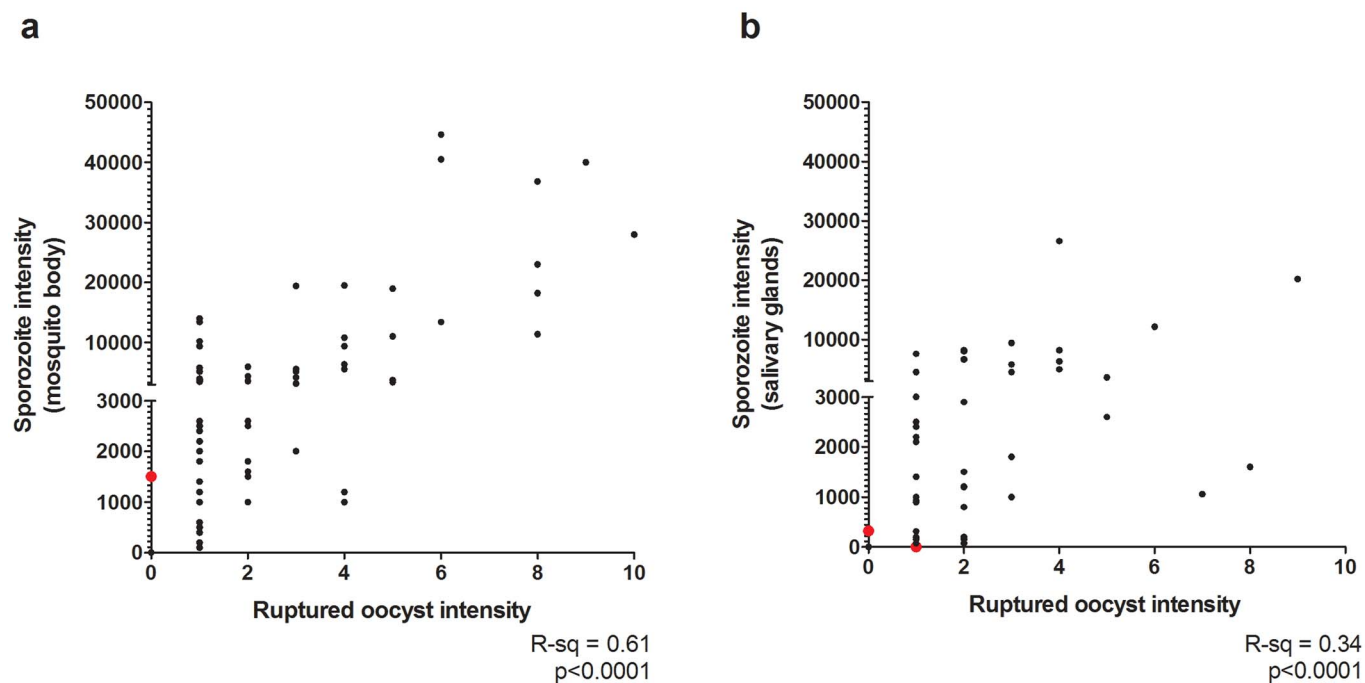 a
50000
40000
30000
20000
10000
3000
2000
1000
0
Sporozoite intensity
(mosquito body)
0 2 4 6 8 10
Ruptured oocyst intensity
R-sq = 0.61
p<0.0001
b
50000
40000
30000
20000
10000
3000
2000
1000
0
Sporozoite intensity
(salivary glands)
0 2 4 6 8 10
Ruptured oocyst intensity
R-sq = 0.34
p<0.0001